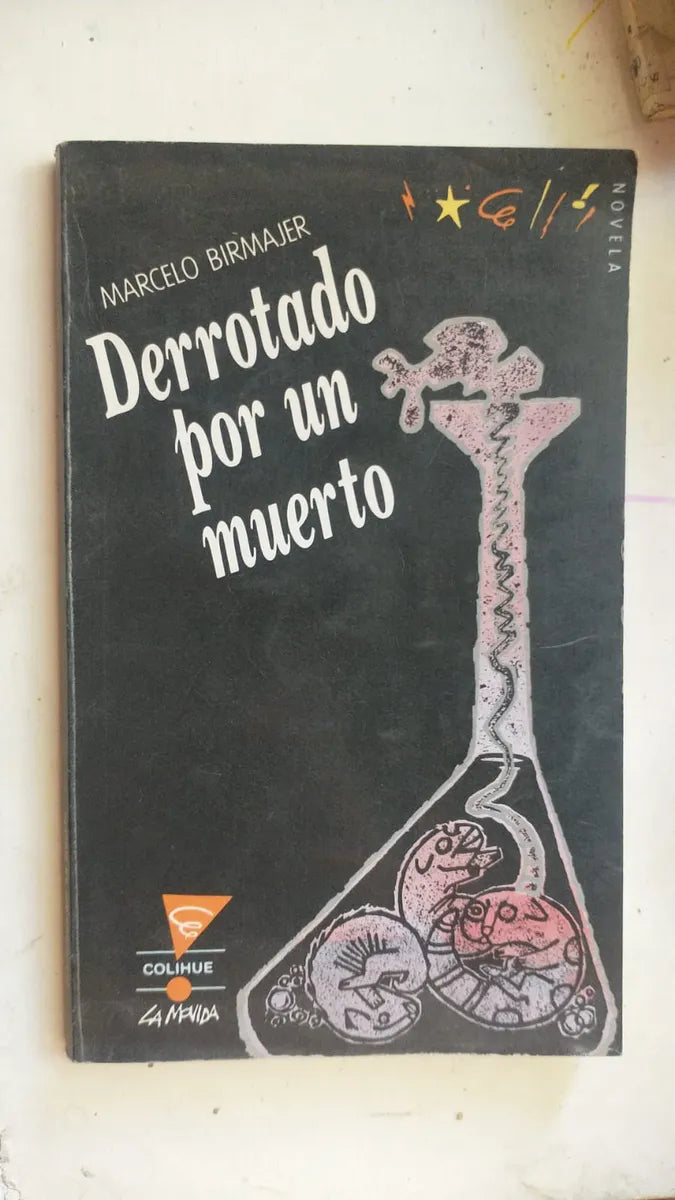 NOVELA
MARCELO BIRMAJER
Derrotado
por un
muerto
COLIHUE
LA MOVIDA